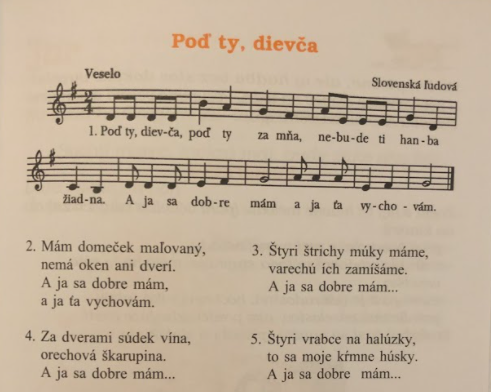 Poď ty, dievča
Veselo
Slovenská ľudová
1. Poď ty, diev-ča, poď ty za mňa, ne-bu-de ti han-ba
žiad-na. A ja sa dob-re mám a ja ťa vy-cho-vám.
2. Mám domeček maľovaný,
nemá oken ani dverí.
A ja sa dobre mám,
a ja ťa vychovám.
3. Štyri štrichy múky máme,
varechú ích zamíšáme.
A ja sa dobre mám...
4. Za dverami súdek vína,
orechová škarupina.
A ja sa dobre mám...
5. Štyri vrabce na halúzky,
to sa moje kŕmne húsky.
A ja sa dobre mám...